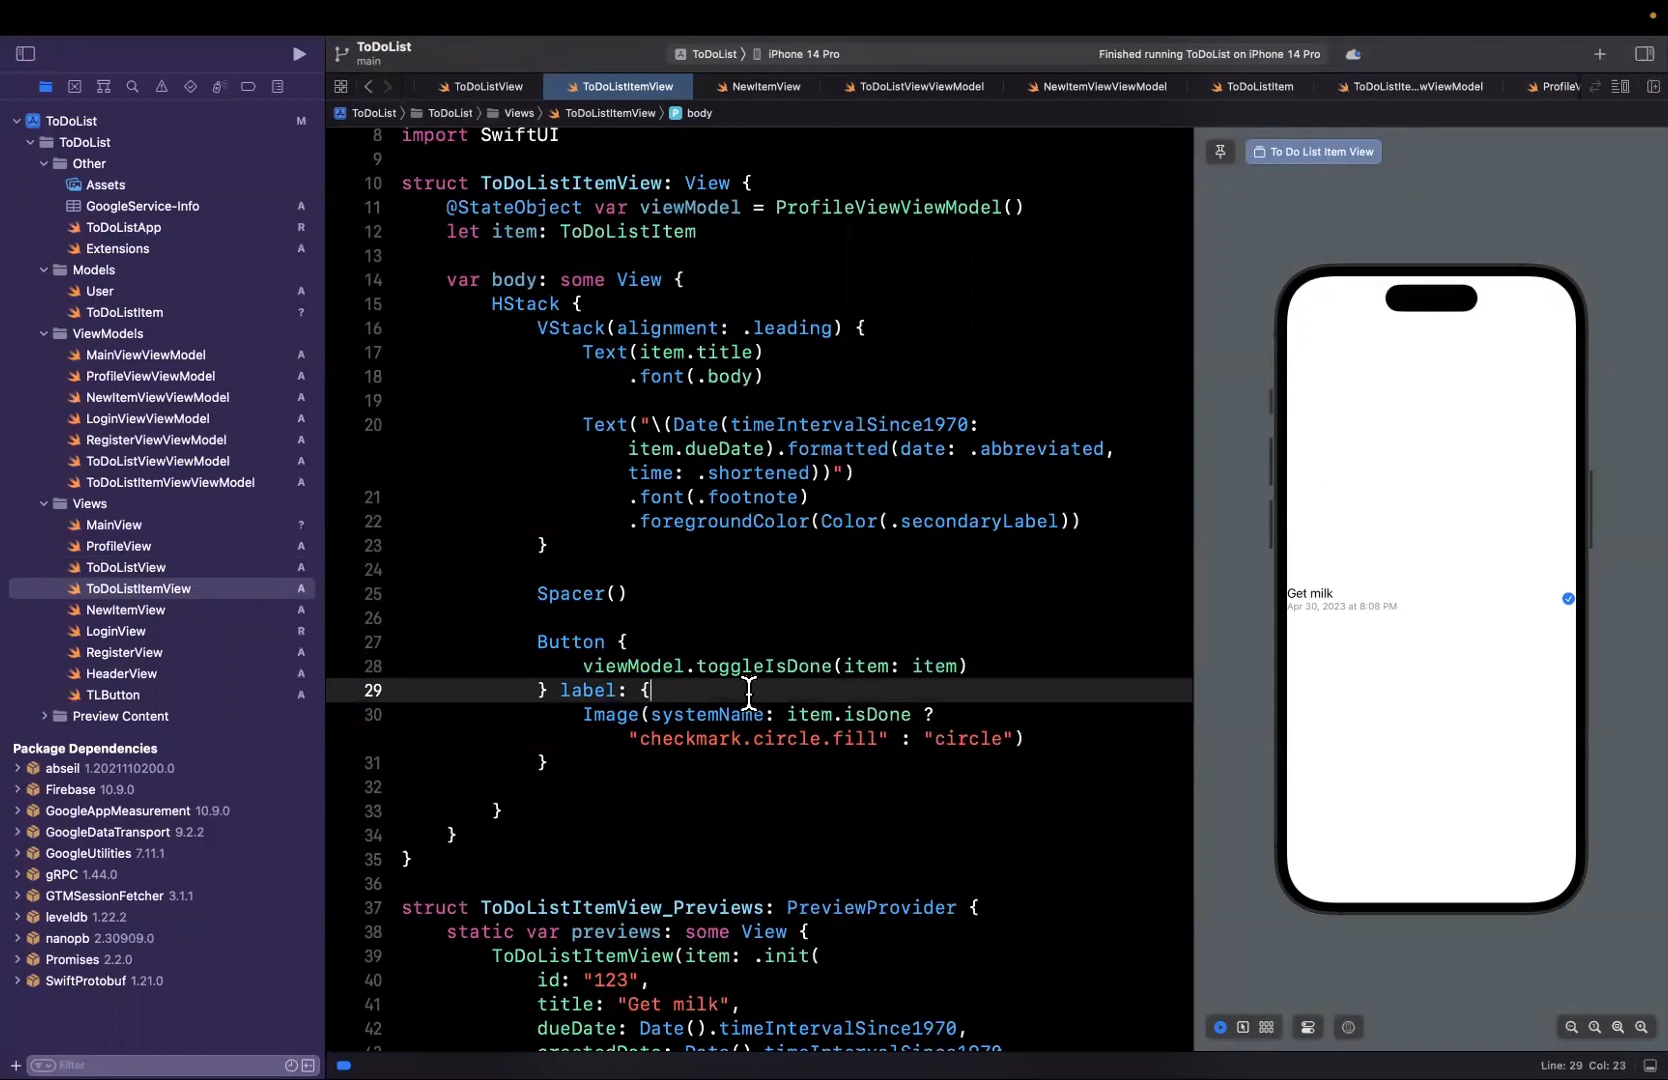 ToDoList
main
ToDoList
iPhone 14 Pro
Finished running ToDoList on iPhone 14 Pro
ToDoListView
ToDoListItemView
NewItemView
ToDoListViewViewModel
NewItemViewViewModel
ToDoListItem
ToDoListIte...wViewModel
ProfileV
ToDoList
ToDoList
Views
ToDoListItemView
P body
ToDoList M
ToDoList
Other
Assets
GoogleService-Info A
ToDoListApp R
Extensions A
Models
User A
ToDoListItem ?
ViewModels
MainViewViewModel A
ProfileViewViewModel A
NewItemViewViewModel A
LoginViewViewModel A
RegisterViewViewModel A
ToDoListViewViewModel A
ToDoListItemViewViewModel A
Views
MainView ?
ProfileView A
ToDoListView A
ToDoListItemView A
NewItemView A
LoginView R
RegisterView A
HeaderView A
TLButton A
Preview Content
Package Dependencies
abseil 1.2021110200.0
Firebase 10.9.0
GoogleAppMeasurement 10.9.0
GoogleDataTransport 9.2.2
GoogleUtilities 7.11.1
gRPC 1.44.0
GTMSessionFetcher 3.1.1
leveldb 1.22.2
nanopb 2.30909.0
Promises 2.2.0
SwiftProtobuf 1.21.0
Filter
8 import SwiftUI
9
10 struct ToDoListItemView: View {
11 @StateObject var viewModel = ProfileViewViewModel()
12 let item: ToDoListItem
13
14 var body: some View {
15 HStack {
16 VStack(alignment: .leading) {
17 Text(item.title)
18 .font(.body)
19
20 Text("\(Date(timeIntervalSince1970:
item.dueDate).formatted(date: .abbreviated,
time: .shortened))")
21 .font(.footnote)
22 .foregroundColor(Color(.secondaryLabel))
23 }
24
25 Spacer()
26
27 Button {
28 viewModel.toggleIsDone(item: item)
29 } label: {
30 Image(systemName: item.isDone ?
"checkmark.circle.fill" : "circle")
31 }
32
33 }
34 }
35 }
36
37 struct ToDoListItemView_Previews: PreviewProvider {
38 static var previews: some View {
39 ToDoListItemView(item: .init(
40 id: "123",
41 title: "Get milk",
42 dueDate: Date().timeIntervalSince1970,
createdDate: Date().timeIntervalSince1970
To Do List Item View
Get milk
Apr 30, 2023 at 8:08 PM
Line: 29 Col: 23